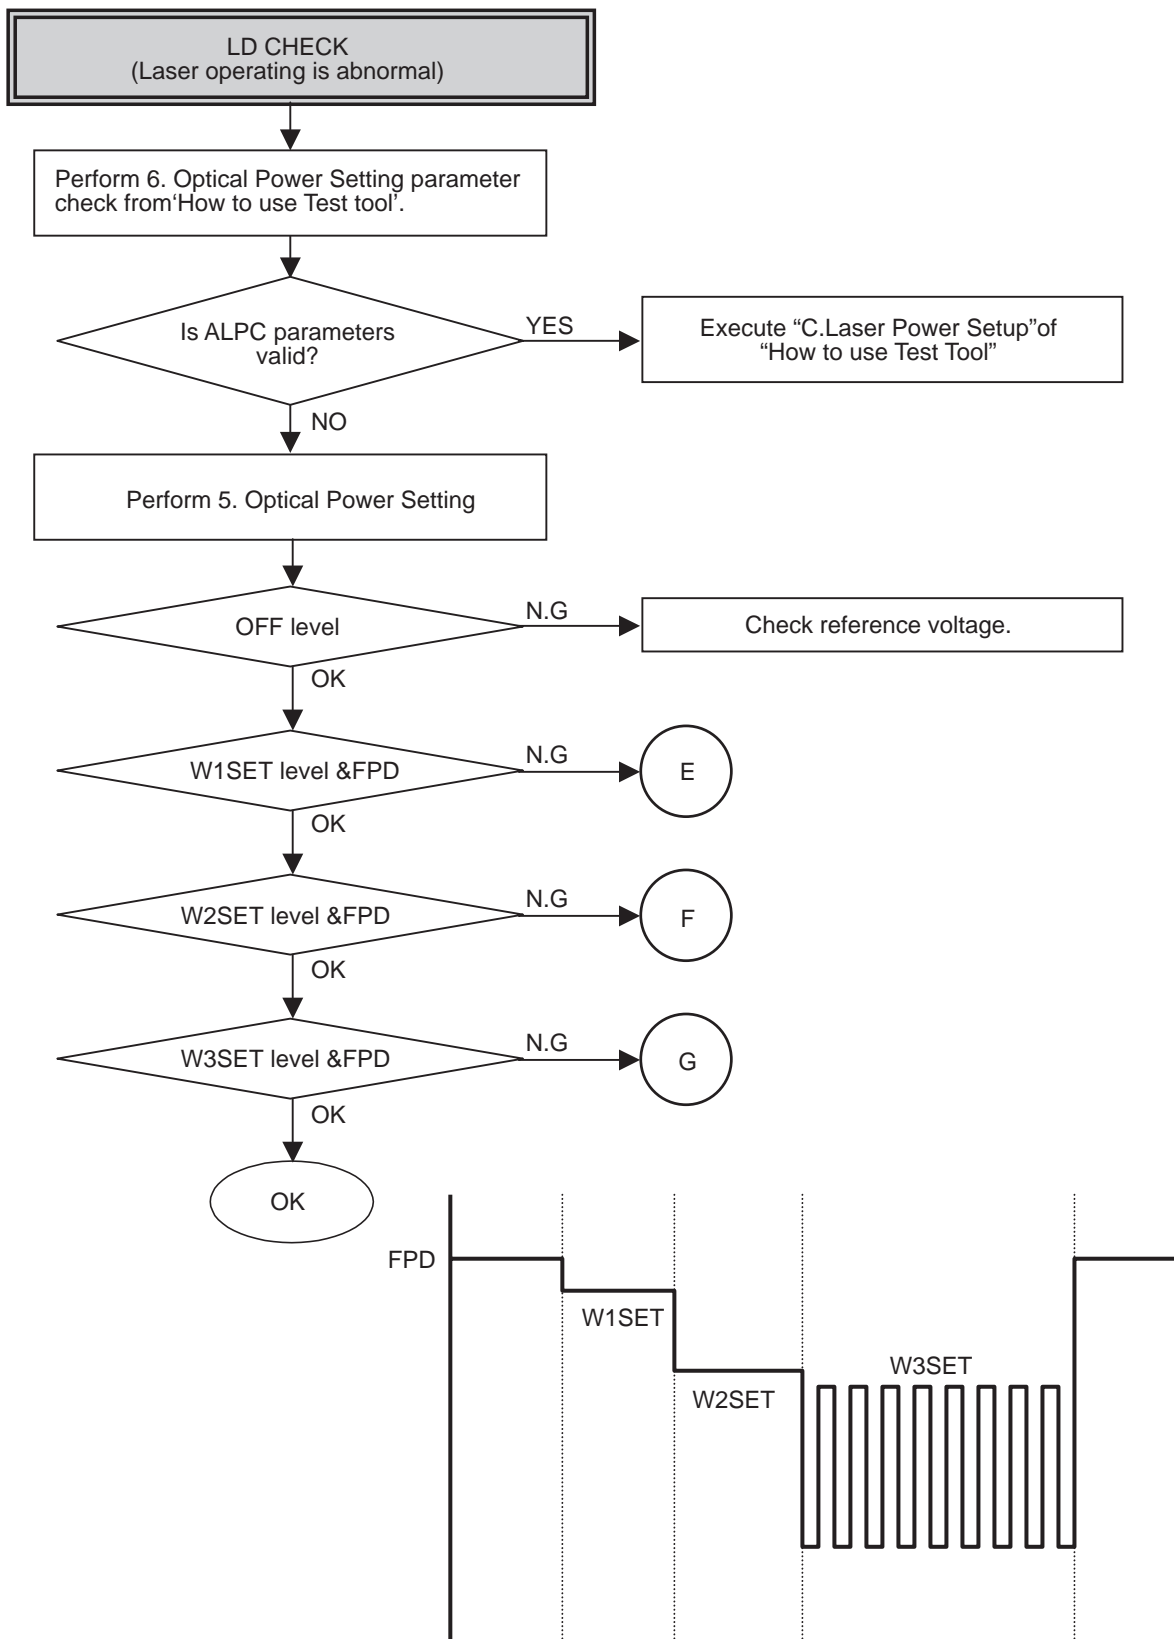 LD CHECK
(Laser operating is abnormal)
Perform 6. Optical Power Setting parameter
check from‘How to use Test tool’.
Is ALPC parameters
valid?
YES
Execute “C.Laser Power Setup”of
“How to use Test Tool”
NO
Perform 5. Optical Power Setting
OFF level
N.G
Check reference voltage.
OK
W1SET level &FPD
N.G
E
OK
W2SET level &FPD
N.G
F
OK
W3SET level &FPD
N.G
G
OK
OK
FPD
W1SET
W2SET
W3SET